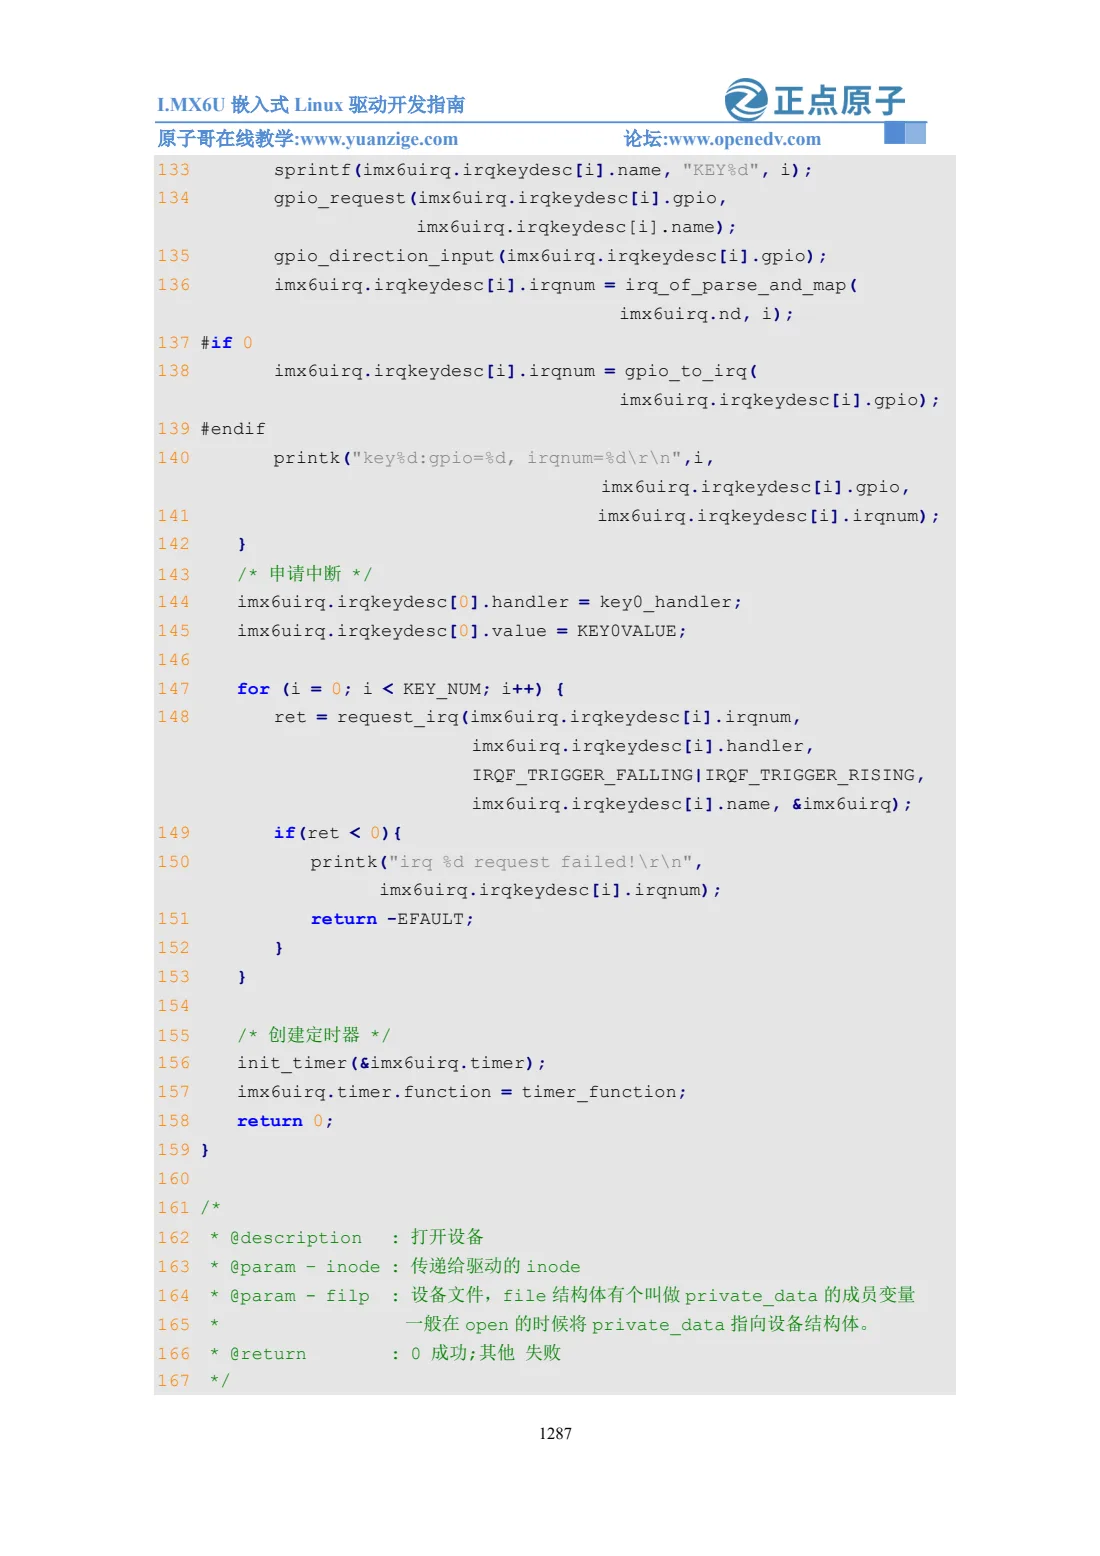 I.MX6U 嵌入式 Linux 驱动开发指南
正点原子
原子哥在线教学:www.yuanzige.com 论坛:www.openedv.com
133 sprintf(imx6uirq.irqkeydesc[i].name, "KEY%d", i);
134 gpio_request(imx6uirq.irqkeydesc[i].gpio,
imx6uirq.irqkeydesc[i].name);
135 gpio_direction_input(imx6uirq.irqkeydesc[i].gpio);
136 imx6uirq.irqkeydesc[i].irqnum = irq_of_parse_and_map(
imx6uirq.nd, i);
137 #if 0
138 imx6uirq.irqkeydesc[i].irqnum = gpio_to_irq(
imx6uirq.irqkeydesc[i].gpio);
139 #endif
140 printk("key%d:gpio=%d, irqnum=%d\r\n",i,
imx6uirq.irqkeydesc[i].gpio,
141 imx6uirq.irqkeydesc[i].irqnum);
142 }
143 /* 申请中断 */
144 imx6uirq.irqkeydesc[0].handler = key0_handler;
145 imx6uirq.irqkeydesc[0].value = KEY0VALUE;
146
147 for (i = 0; i < KEY_NUM; i++) {
148 ret = request_irq(imx6uirq.irqkeydesc[i].irqnum,
imx6uirq.irqkeydesc[i].handler,
IRQF_TRIGGER_FALLING|IRQF_TRIGGER_RISING,
imx6uirq.irqkeydesc[i].name, &imx6uirq);
149 if(ret < 0){
150 printk("irq %d request failed!\r\n",
imx6uirq.irqkeydesc[i].irqnum);
151 return -EFAULT;
152 }
153 }
154
155 /* 创建定时器 */
156 init_timer(&imx6uirq.timer);
157 imx6uirq.timer.function = timer_function;
158 return 0;
159 }
160
161 /*
162 * @description : 打开设备
163 * @param – inode : 传递给驱动的 inode
164 * @param - filp : 设备文件，file 结构体有个叫做 private_data 的成员变量
165 * 一般在 open 的时候将 private_data 指向设备结构体。
166 * @return : 0 成功;其他 失败
167 */
1287